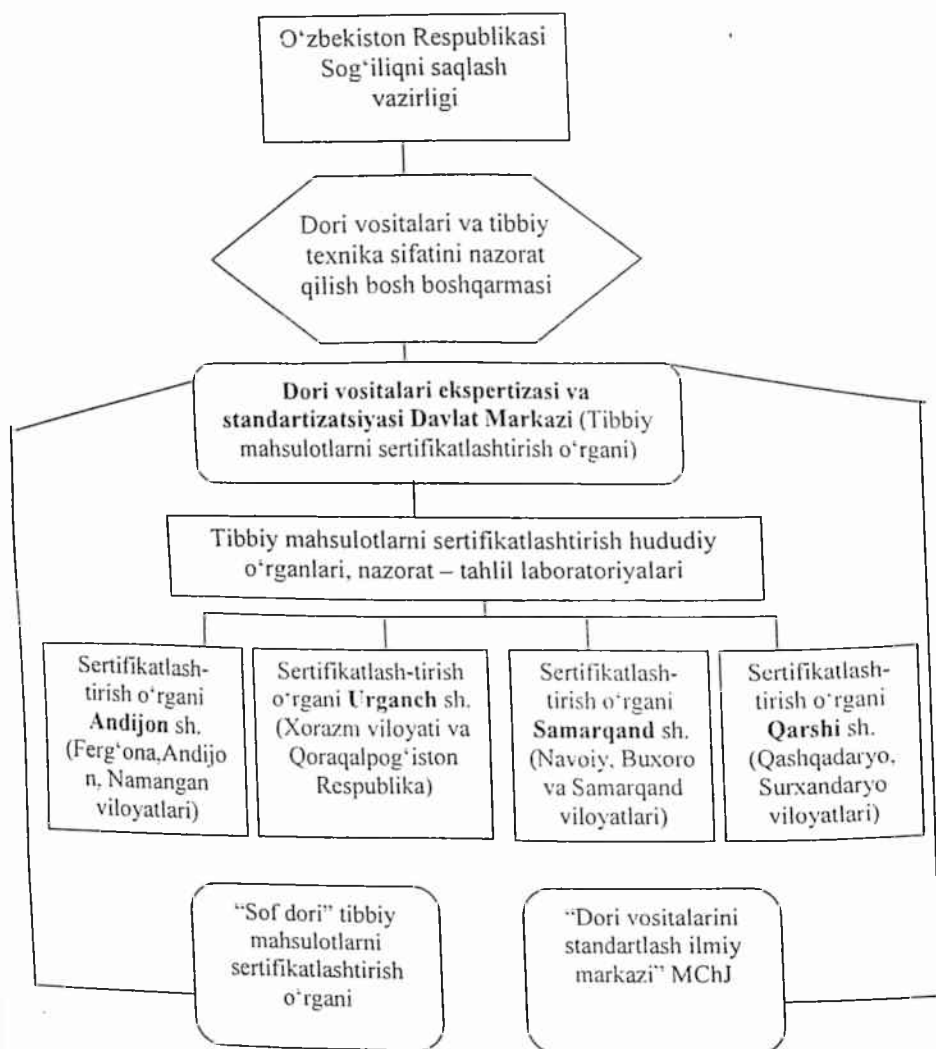 O‘zbekiston Respublikasi
Sog‘iliqni saqlash
vazirligi
Dori vositalari va tibbiy
texnika sifatini nazorat
qilish bosh boshqarmasi
Dori vositalari ekspertizasi va
standartizatsiyasi Davlat Markazi (Tibbiy
mahsulotlarni sertifikatlashtirish o‘rgani)
Tibbiy mahsulotlarni sertifikatlashtirish hududiy
o‘rganlari, nazorat – tahlil laboratoriyalari
Sertifikatlash-
tirish o‘rgani
Andijon sh.
(Ferg‘ona,Andijo
n, Namangan
viloyatlari)
Sertifikatlash-tirish
o‘rgani Urganch sh.
(Xorazm viloyati va
Qoraqalpog‘iston
Respublika)
Sertifikatlash-
tirish o‘rgani
Samarqand sh.
(Navoiy, Buxoro
va Samarqand
viloyatlari)
Sertifikatlash-
tirish o‘rgani
Qarshi sh.
(Qashqadaryo,
Surxandaryo
viloyatlari)
“Sof dori” tibbiy
mahsulotlarni
sertifikatlashtirish
o‘rgani
“Dori vositalarini
standartlash ilmiy
markazi” MChJ